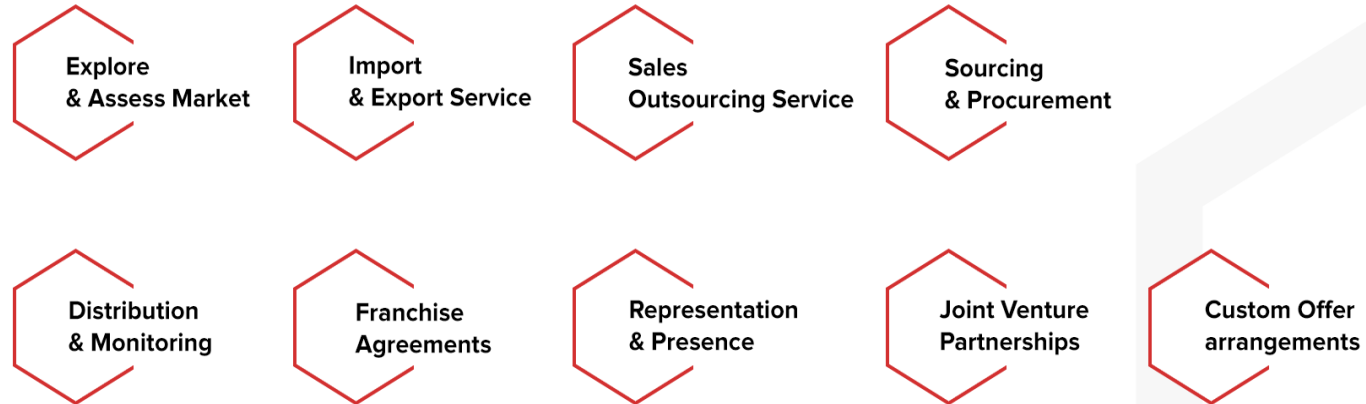 Explore
& Assess Market
Import
& Export Service
Sales
Outsourcing Service
Sourcing
& Procurement
Distribution
& Monitoring
Franchise
Agreements
Representation
& Presence
Joint Venture
Partnerships
Custom Offer
arrangements